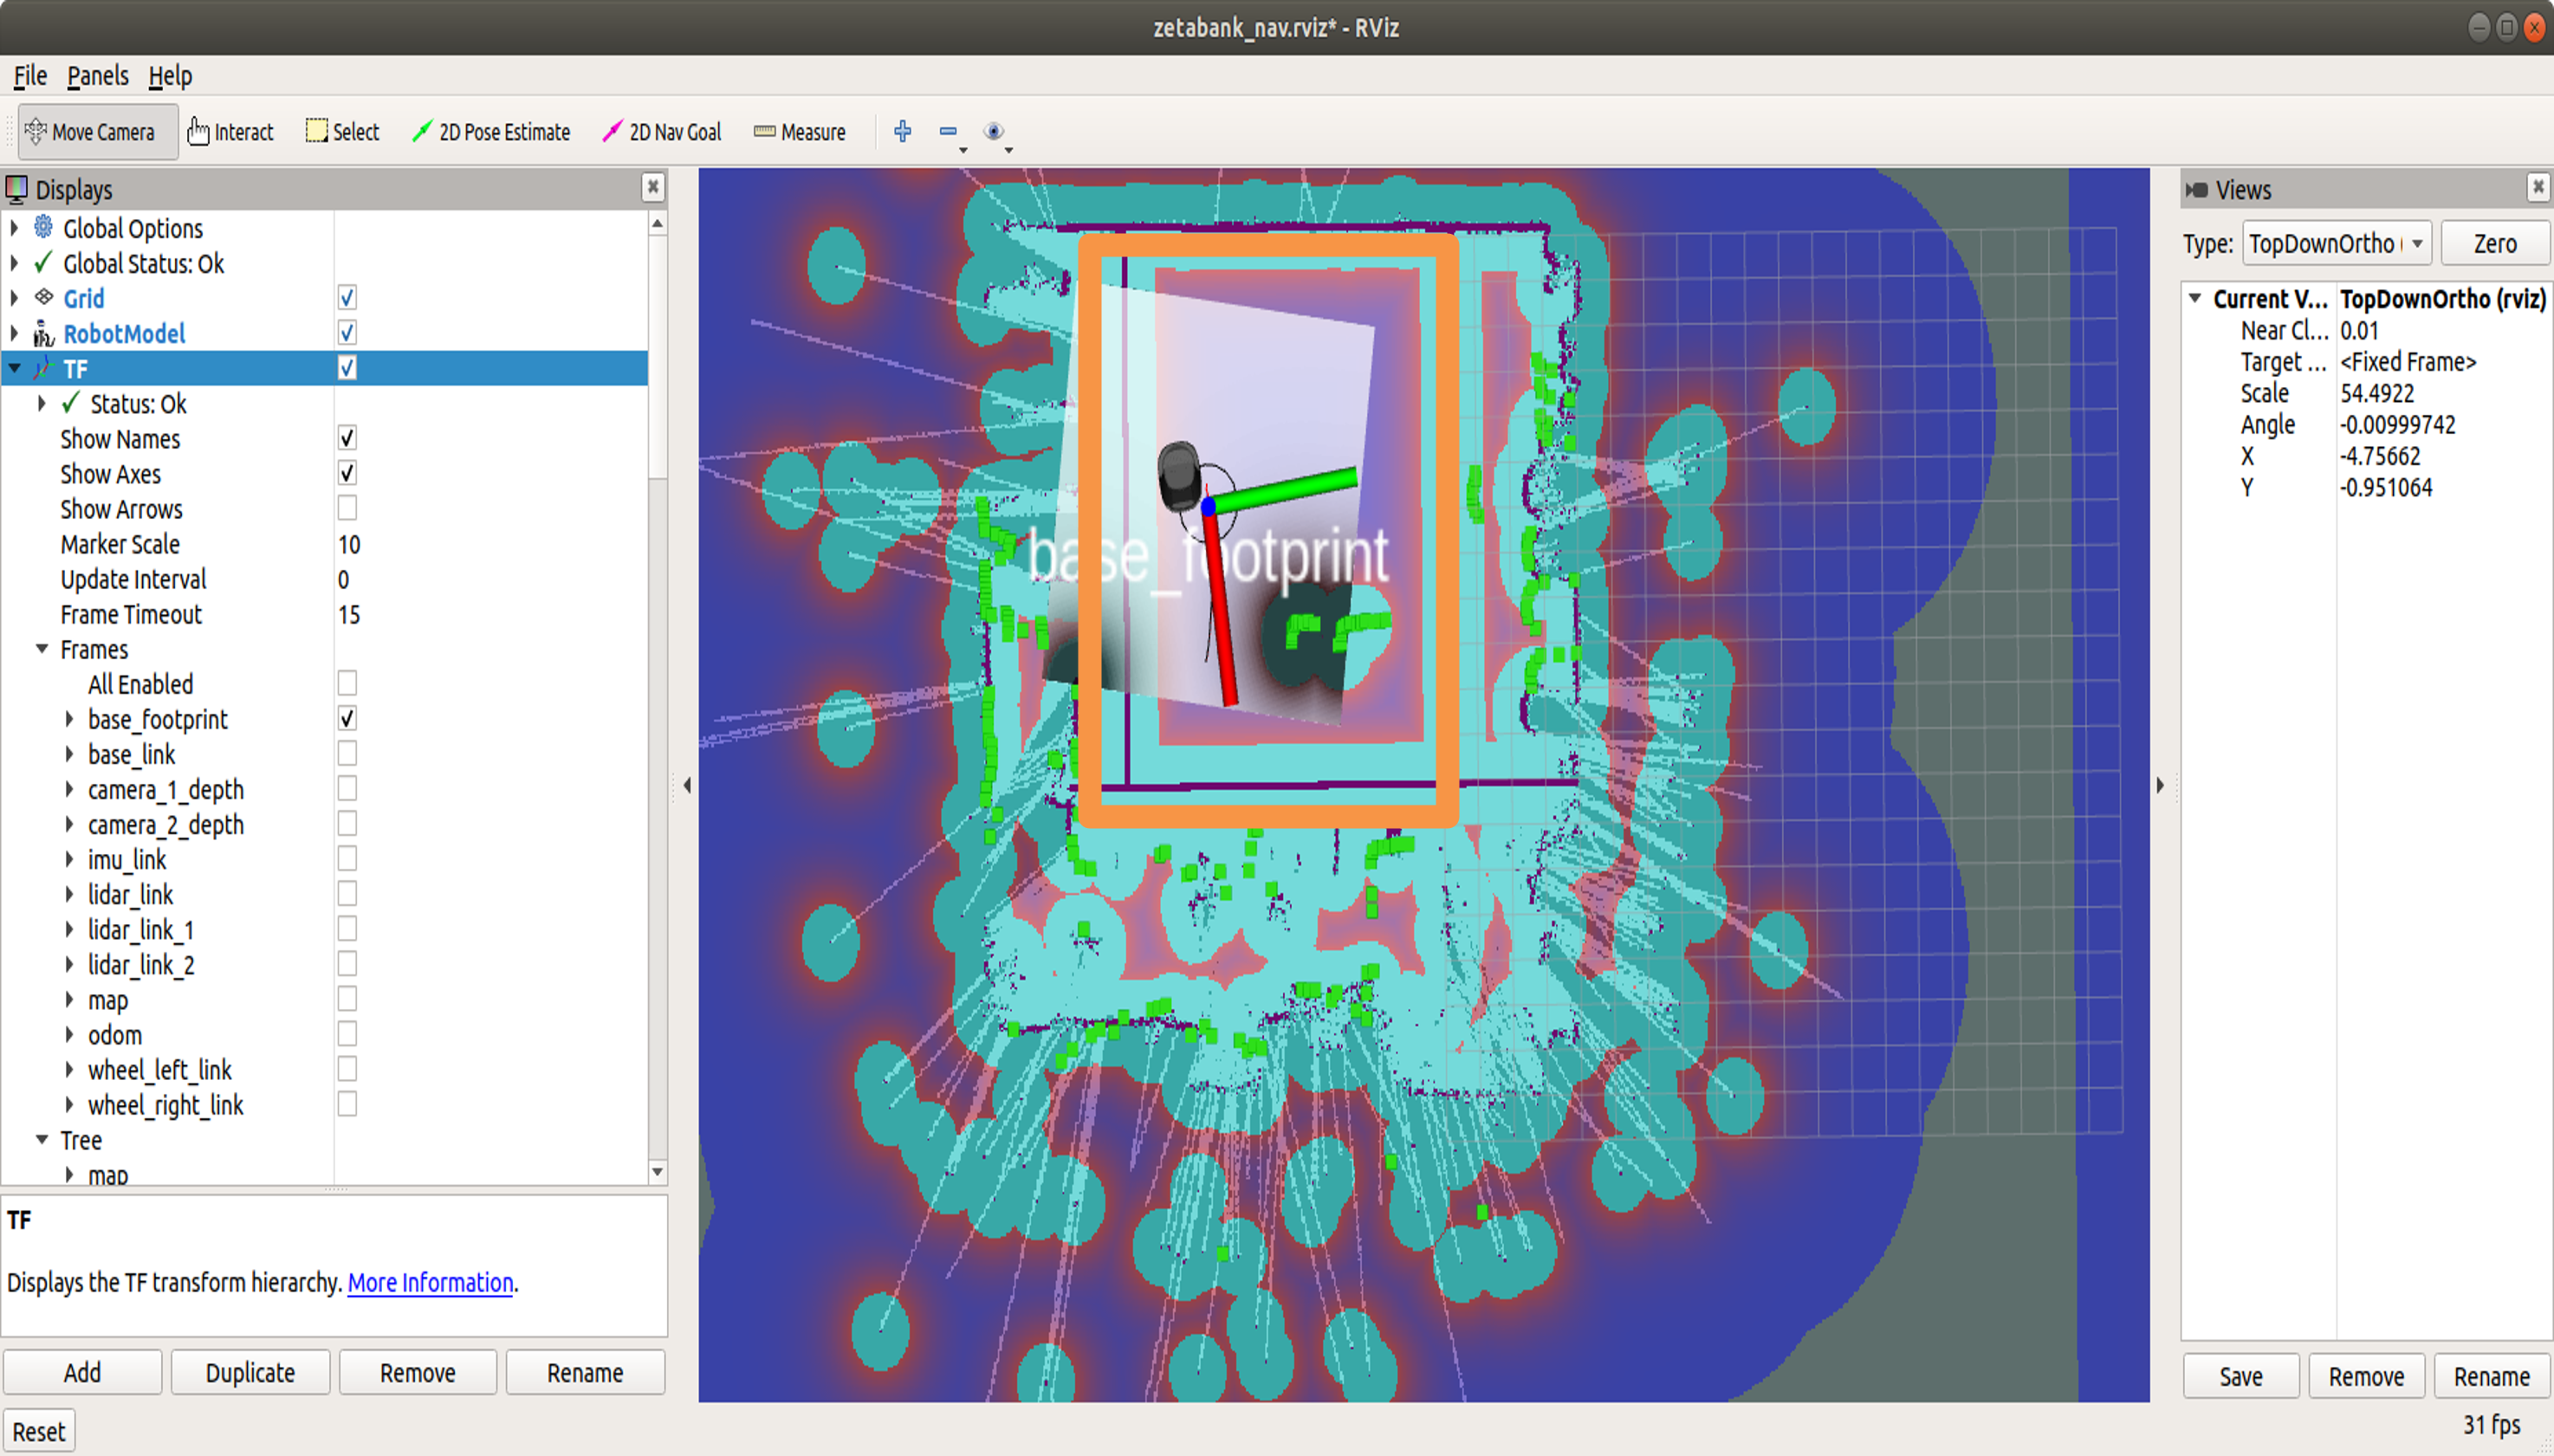 zetabank_nav.rviz* - RViz
File Panels Help
Move Camera Interact Select 2D Pose Estimate 2D Nav Goal Measure
Displays
Global Options
Global Status: Ok
Grid
RobotModel
TF
Status: Ok
Show Names
Show Axes
Show Arrows
Marker Scale 10
Update Interval 0
Frame Timeout 15
Frames
All Enabled
base_footprint
base_link
camera_1_depth
camera_2_depth
imu_link
lidar_link
lidar_link_1
lidar_link_2
map
odom
wheel_left_link
wheel_right_link
Tree
map
TF
Displays the TF transform hierarchy. More Information.
Add Duplicate Remove Rename
Reset
base_footprint
Views
Type: TopDownOrtho ( Zero
Current V... TopDownOrtho (rviz)
Near Cl... 0.01
Target ... <Fixed Frame>
Scale 54.4922
Angle -0.00999742
X -4.75662
Y -0.951064
Save Remove Rename
31 fps